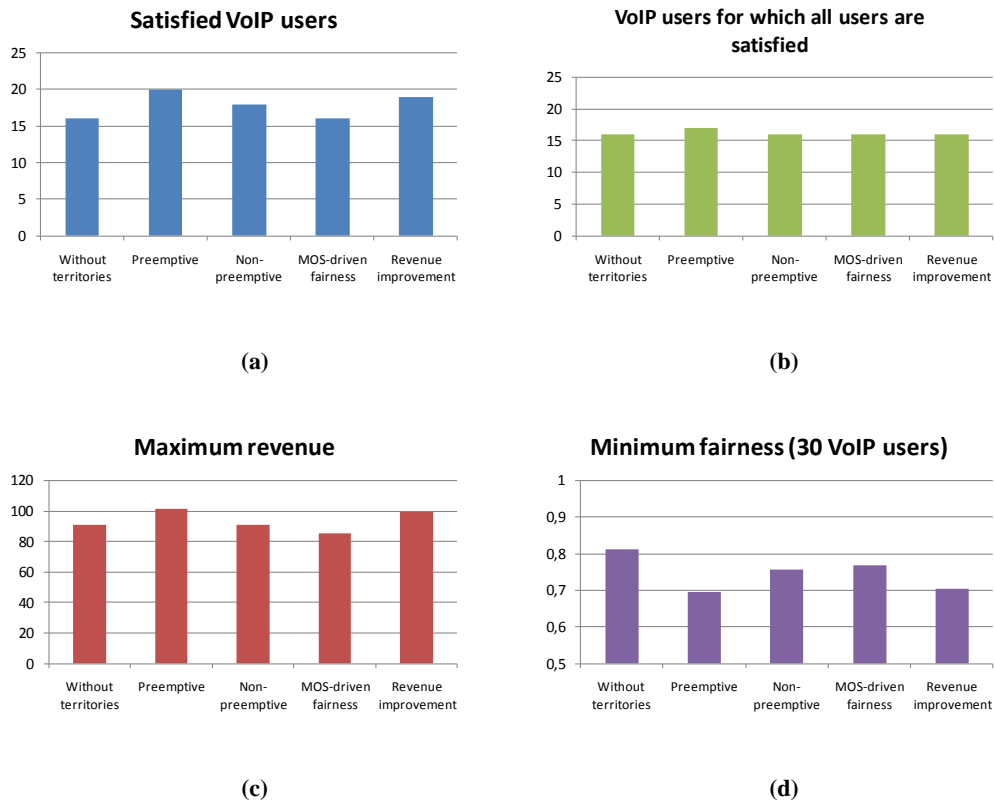 Satisfied VoIP users
25
20
15
10
5
0
Without
territories
Preemptive
Non-
preemptive
MOS-driven
fairness
Revenue
improvement
(a)
VoIP users for which all users are
satisfied
25
20
15
10
5
0
Without
territories
Preemptive
Non-
preemptive
MOS-driven
fairness
Revenue
improvement
(b)
Maximum revenue
120
100
80
60
40
20
0
Without
territories
Preemptive
Non-
preemptive
MOS-driven
fairness
Revenue
improvement
(c)
Minimum fairness (30 VoIP users)
1
0,9
0,8
0,7
0,6
0,5
Without
territories
Preemptive
Non-
preemptive
MOS-driven
fairness
Revenue
improvement
(d)